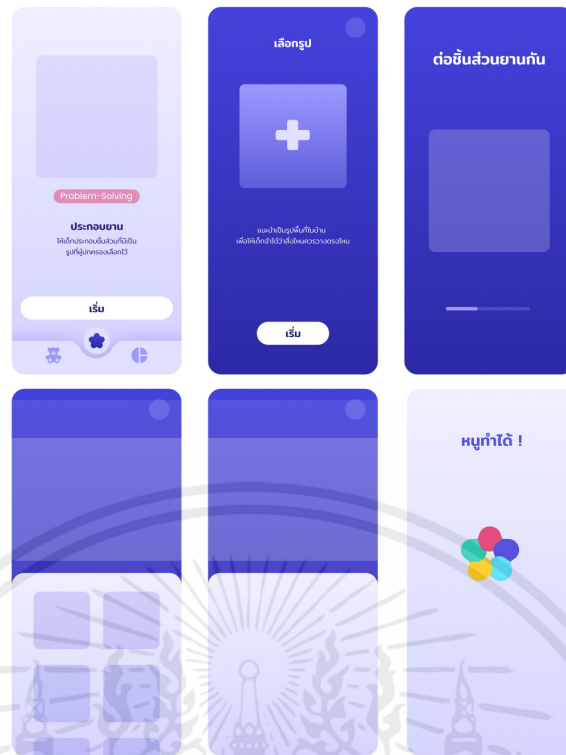 Problem-Solving
ประกอบยาน
ให้เด็กประกอบชิ้นส่วนที่มีเป็น
รูปที่ผู้ปกครองเลือกไว้
เริ่ม
เลือกรูป
แนะนำเป็นรูปพื้นที่ในบ้าน
เพื่อให้เด็กจำได้ว่าสิ่งไหนควรวางตรงไหน
เริ่ม
ต่อชิ้นส่วนยานกัน
หนูทำได้ !